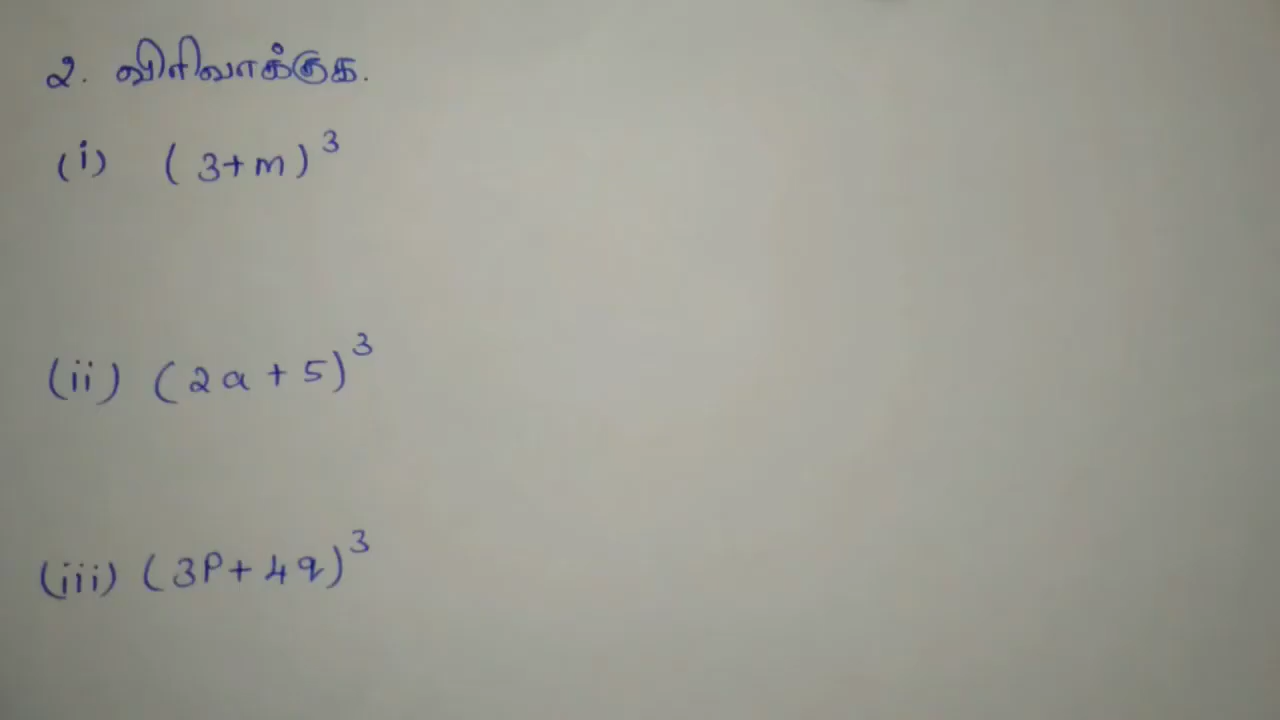 2. விரிவாக்குக.
(i) (3+m)³
(ii) (2a+5)³
(iii) (3P+4q)³